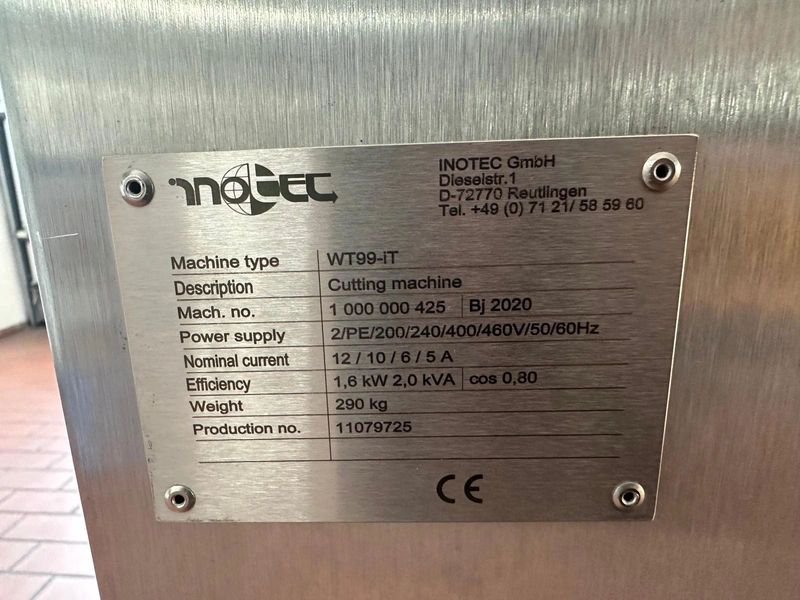 inotec
INOTEC GmbH
Dieselstr.1
D-72770 Reutlingen
Tel. +49 (0) 71 21/ 58 59 60
Machine type WT99-iT
Description Cutting machine
Mach. no. 1 000 000 425 Bj 2020
Power supply 2/PE/200/240/400/460V/50/60Hz
Nominal current 12 / 10 / 6 / 5 A
Efficiency 1,6 kW 2,0 kVA cos 0,80
Weight 290 kg
Production no. 11079725
CE